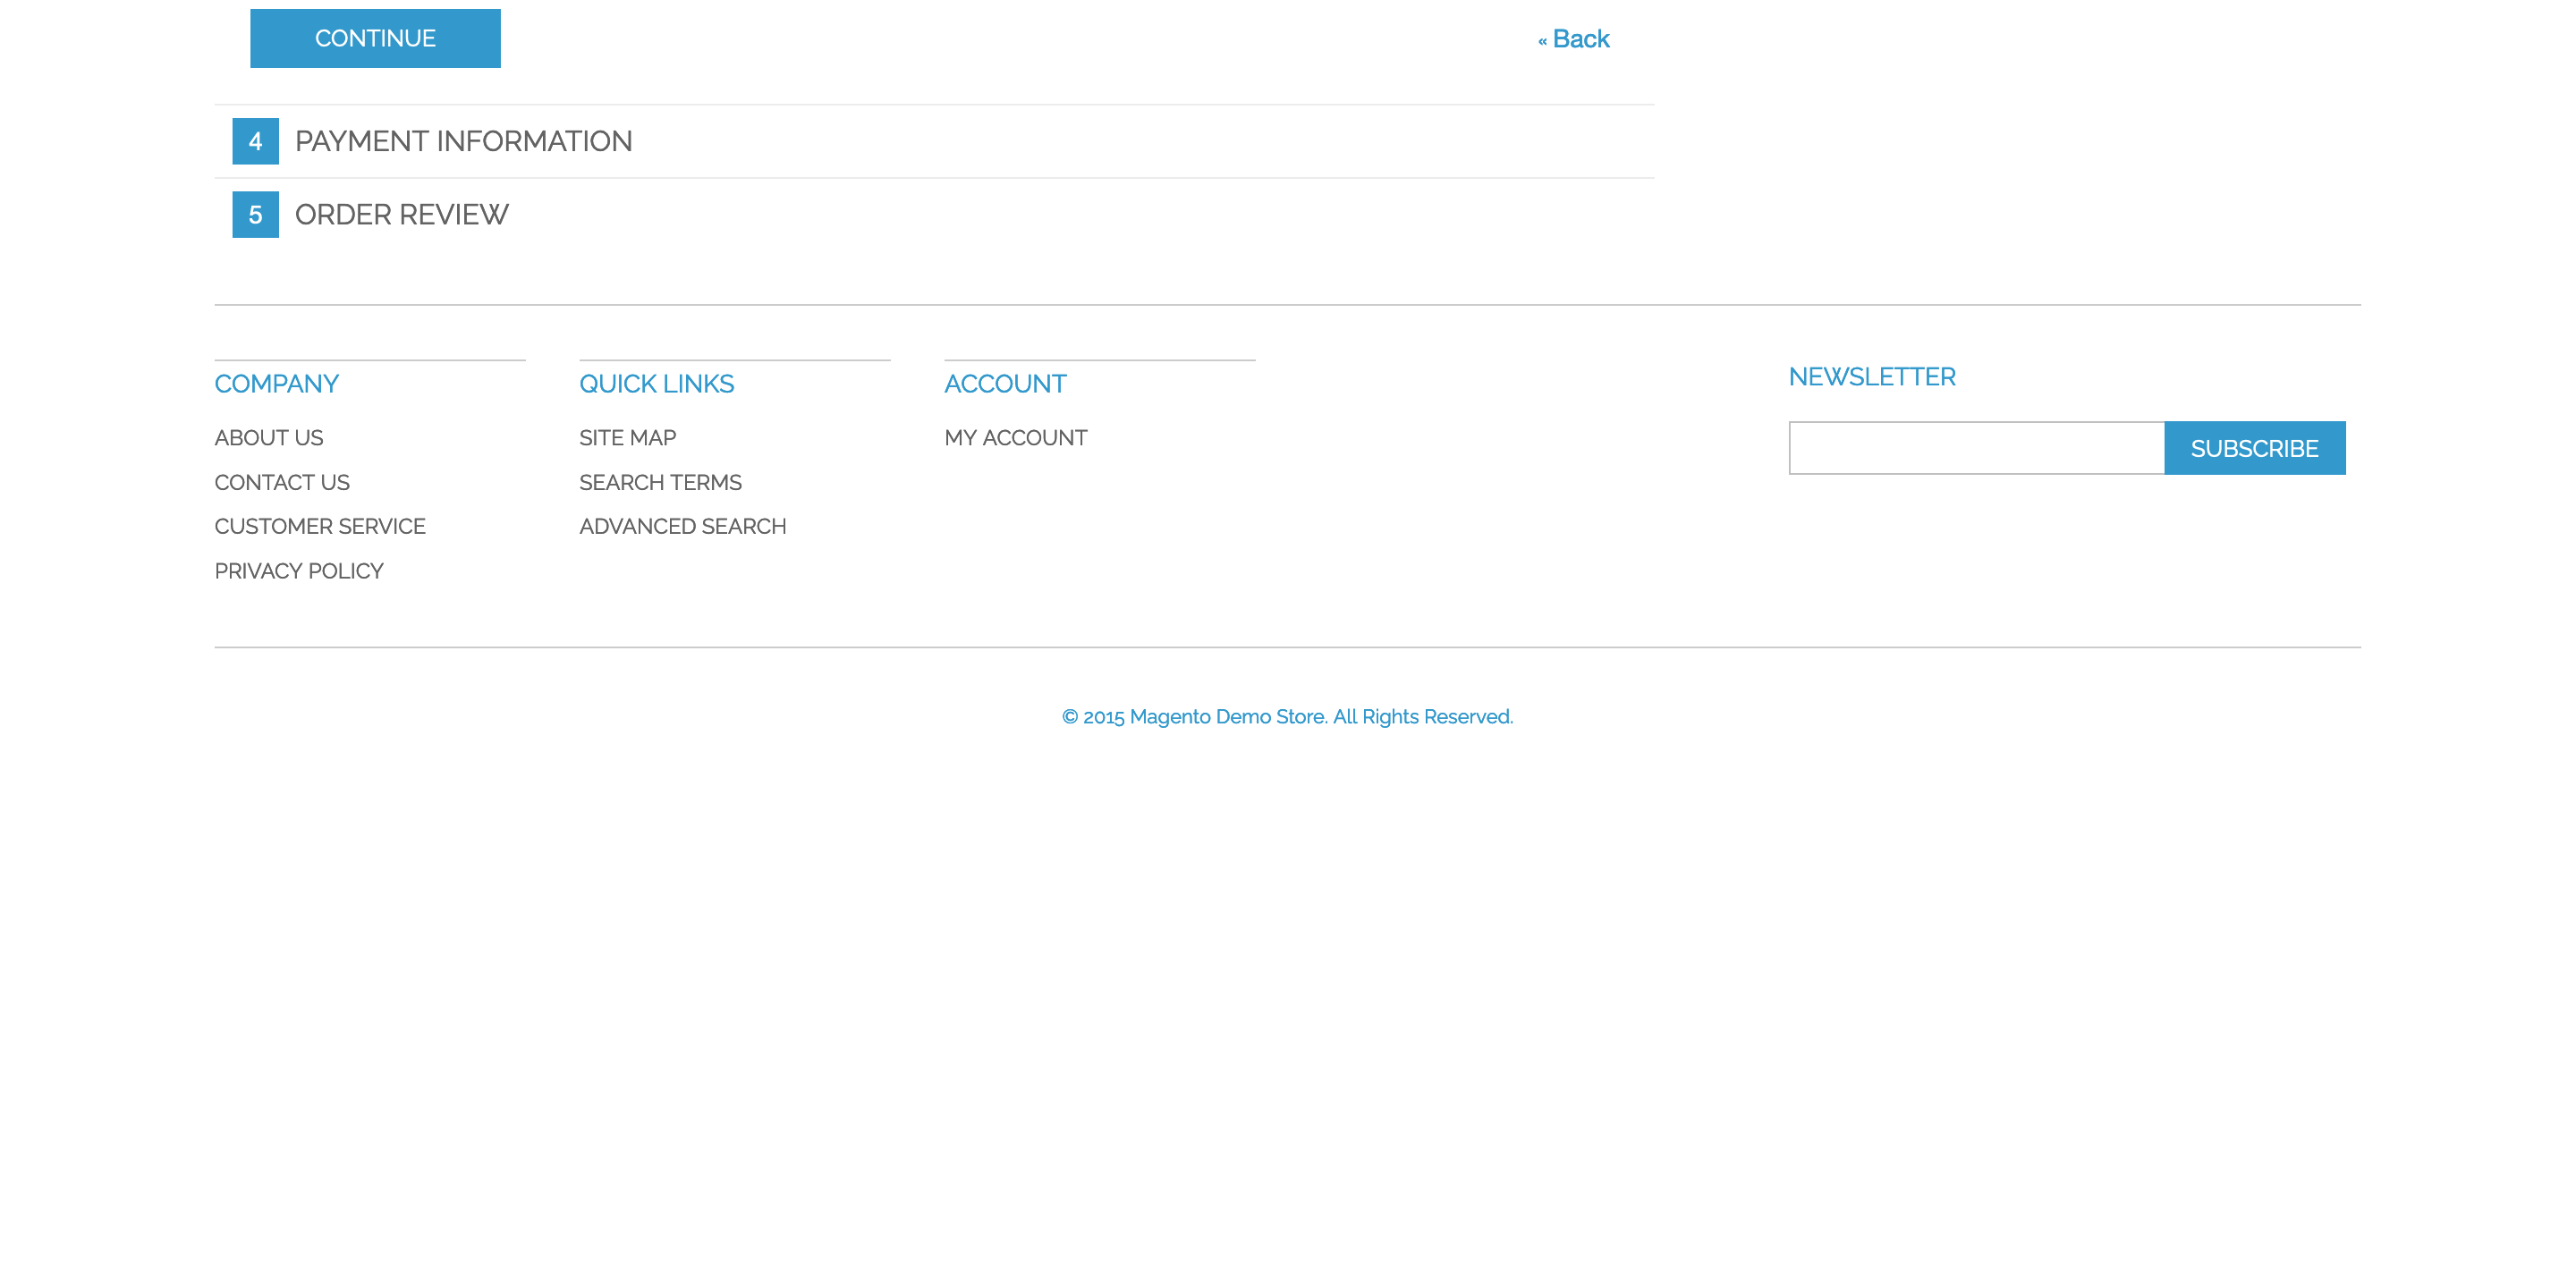 CONTINUE
« Back
4 PAYMENT INFORMATION
5 ORDER REVIEW
COMPANY
ABOUT US
CONTACT US
CUSTOMER SERVICE
PRIVACY POLICY
QUICK LINKS
SITE MAP
SEARCH TERMS
ADVANCED SEARCH
ACCOUNT
MY ACCOUNT
NEWSLETTER
SUBSCRIBE
© 2015 Magento Demo Store. All Rights Reserved.